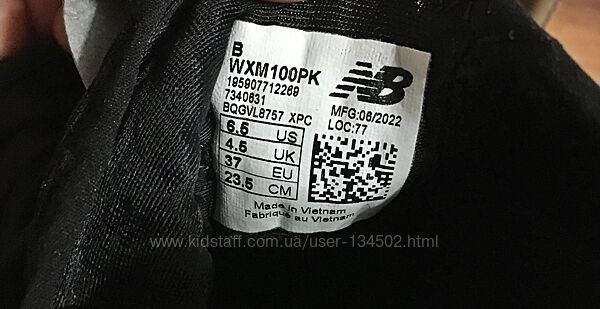 B
WXM100PK
195907712269
7340631
BQGVL8757 XPC
6.5 US
4.5 UK
37 EU
23.5 CM
NB
MFG:06/2022
LOC:77
Made in Vietnam
Fabriqué au Vietnam
www.kidstaff.com.ua/user-134502.html